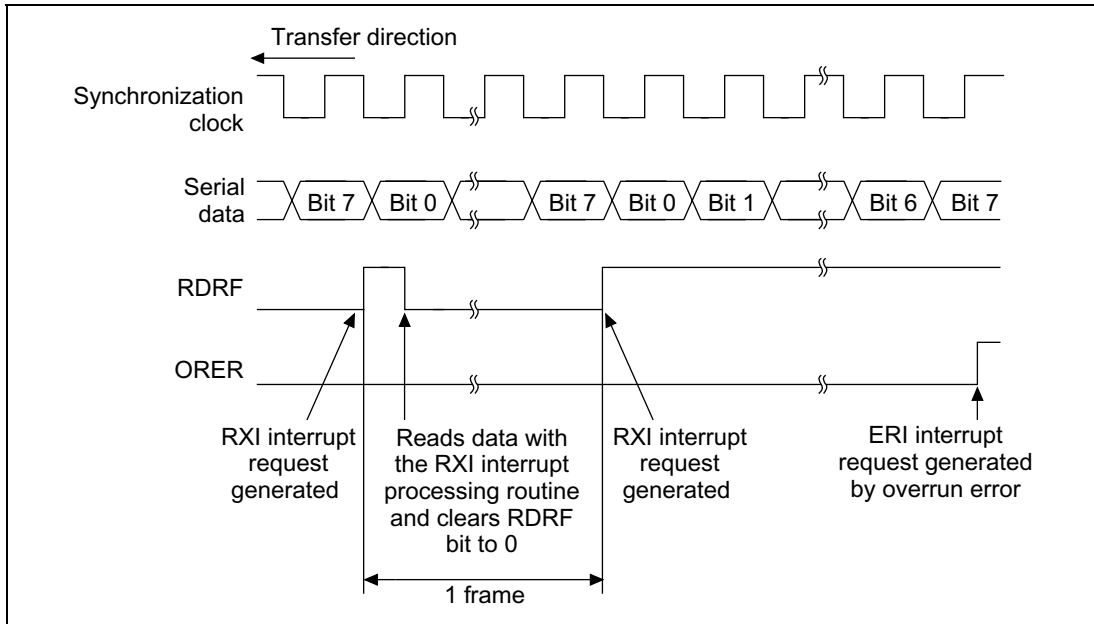 Transfer direction
Synchronization
clock
Serial
data
Bit 7
Bit 0
Bit 7
Bit 0
Bit 1
Bit 6
Bit 7
RDRF
ORER
RXI interrupt
request
generated
Reads data with
the RXI interrupt
processing routine
and clears RDRF
bit to 0
RXI interrupt
request
generated
ERI interrupt
request generated
by overrun error
1 frame